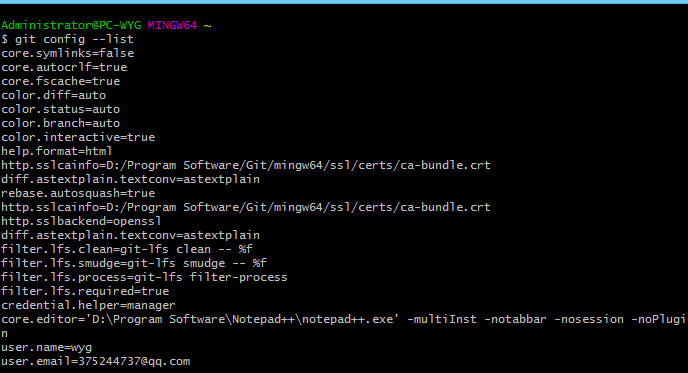 Administrator@PC-WYG MINGW64 ~
$ git config --list
core.symlinks=false
core.autocrlf=true
core.fscache=true
color.diff=auto
color.status=auto
color.branch=auto
color.interactive=true
help.format=html
http.sslcainfo=D:/Program Software/Git/mingw64/ssl/certs/ca-bundle.crt
diff.astextplain.textconv=astextplain
rebase.autosquash=true
http.sslcainfo=D:/Program Software/Git/mingw64/ssl/certs/ca-bundle.crt
http.sslbackend=openssl
diff.astextplain.textconv=astextplain
filter.lfs.clean=git-lfs clean -- %f
filter.lfs.smudge=git-lfs smudge -- %f
filter.lfs.process=git-lfs filter-process
filter.lfs.required=true
credential.helper=manager
core.editor='D:\Program Software\Notepad++\notepad++.exe' -multiInst -notabbar -nosession -noPlugi
n
user.name=wyg
user.email=375244737@qq.com